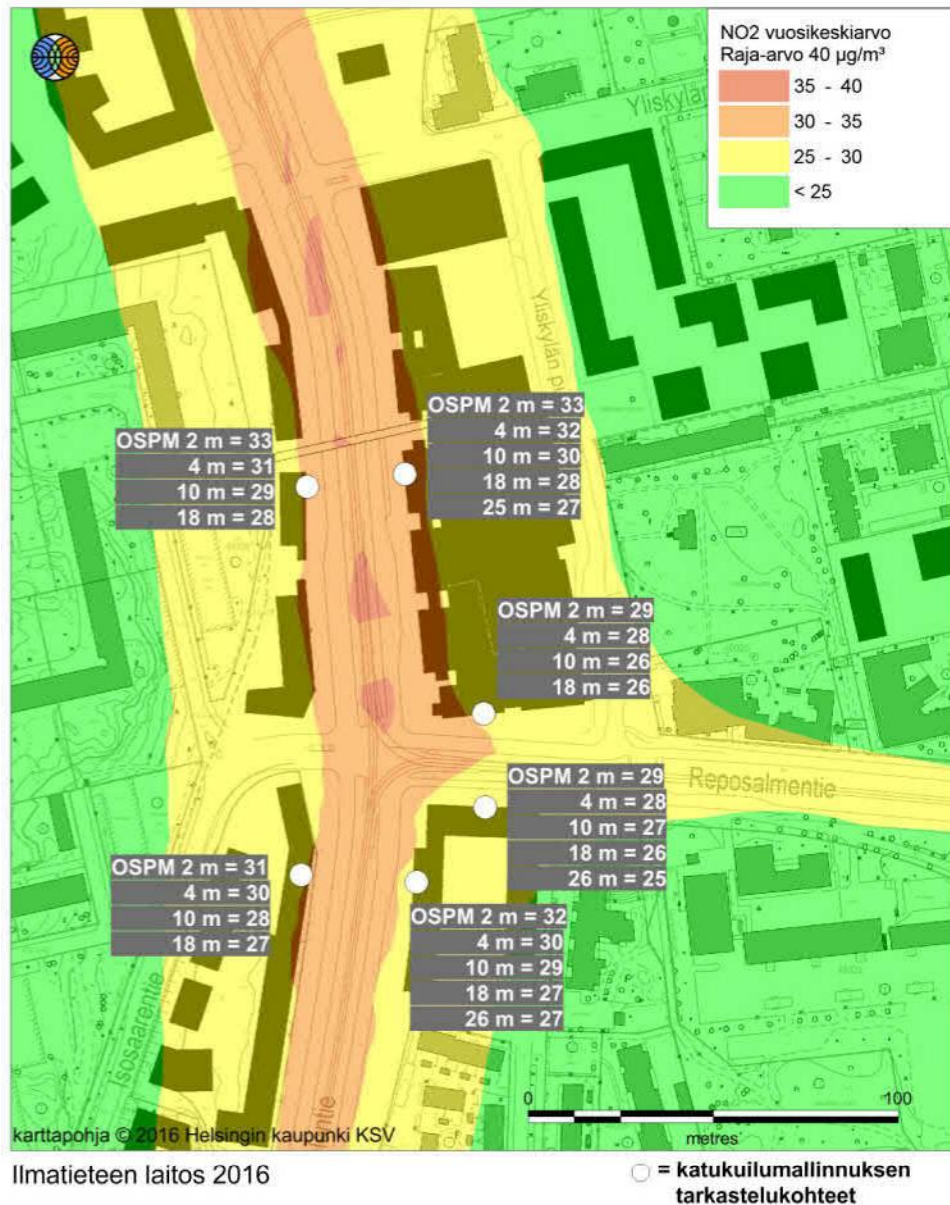 NO2 vuosikeskiarvo
Raja-arvo 40 µg/m³
35 - 40
30 - 35
25 - 30
< 25
Yliskylän
Yliskylän
OSPM 2 m = 33
4 m = 31
10 m = 29
18 m = 28
OSPM 2 m = 33
4 m = 32
10 m = 30
18 m = 28
25 m = 27
OSPM 2 m = 29
4 m = 28
10 m = 26
18 m = 26
Reposalmentie
OSPM 2 m = 29
4 m = 28
10 m = 27
18 m = 26
26 m = 25
OSPM 2 m = 31
4 m = 30
10 m = 28
18 m = 27
OSPM 2 m = 32
4 m = 30
10 m = 29
18 m = 27
26 m = 27
Isosaarentie
0 100
metres
karttapohja © 2016 Helsingin kaupunki KSV
Ilmatieteen laitos 2016
= katukuilumallinnuksen
tarkastelukohteet